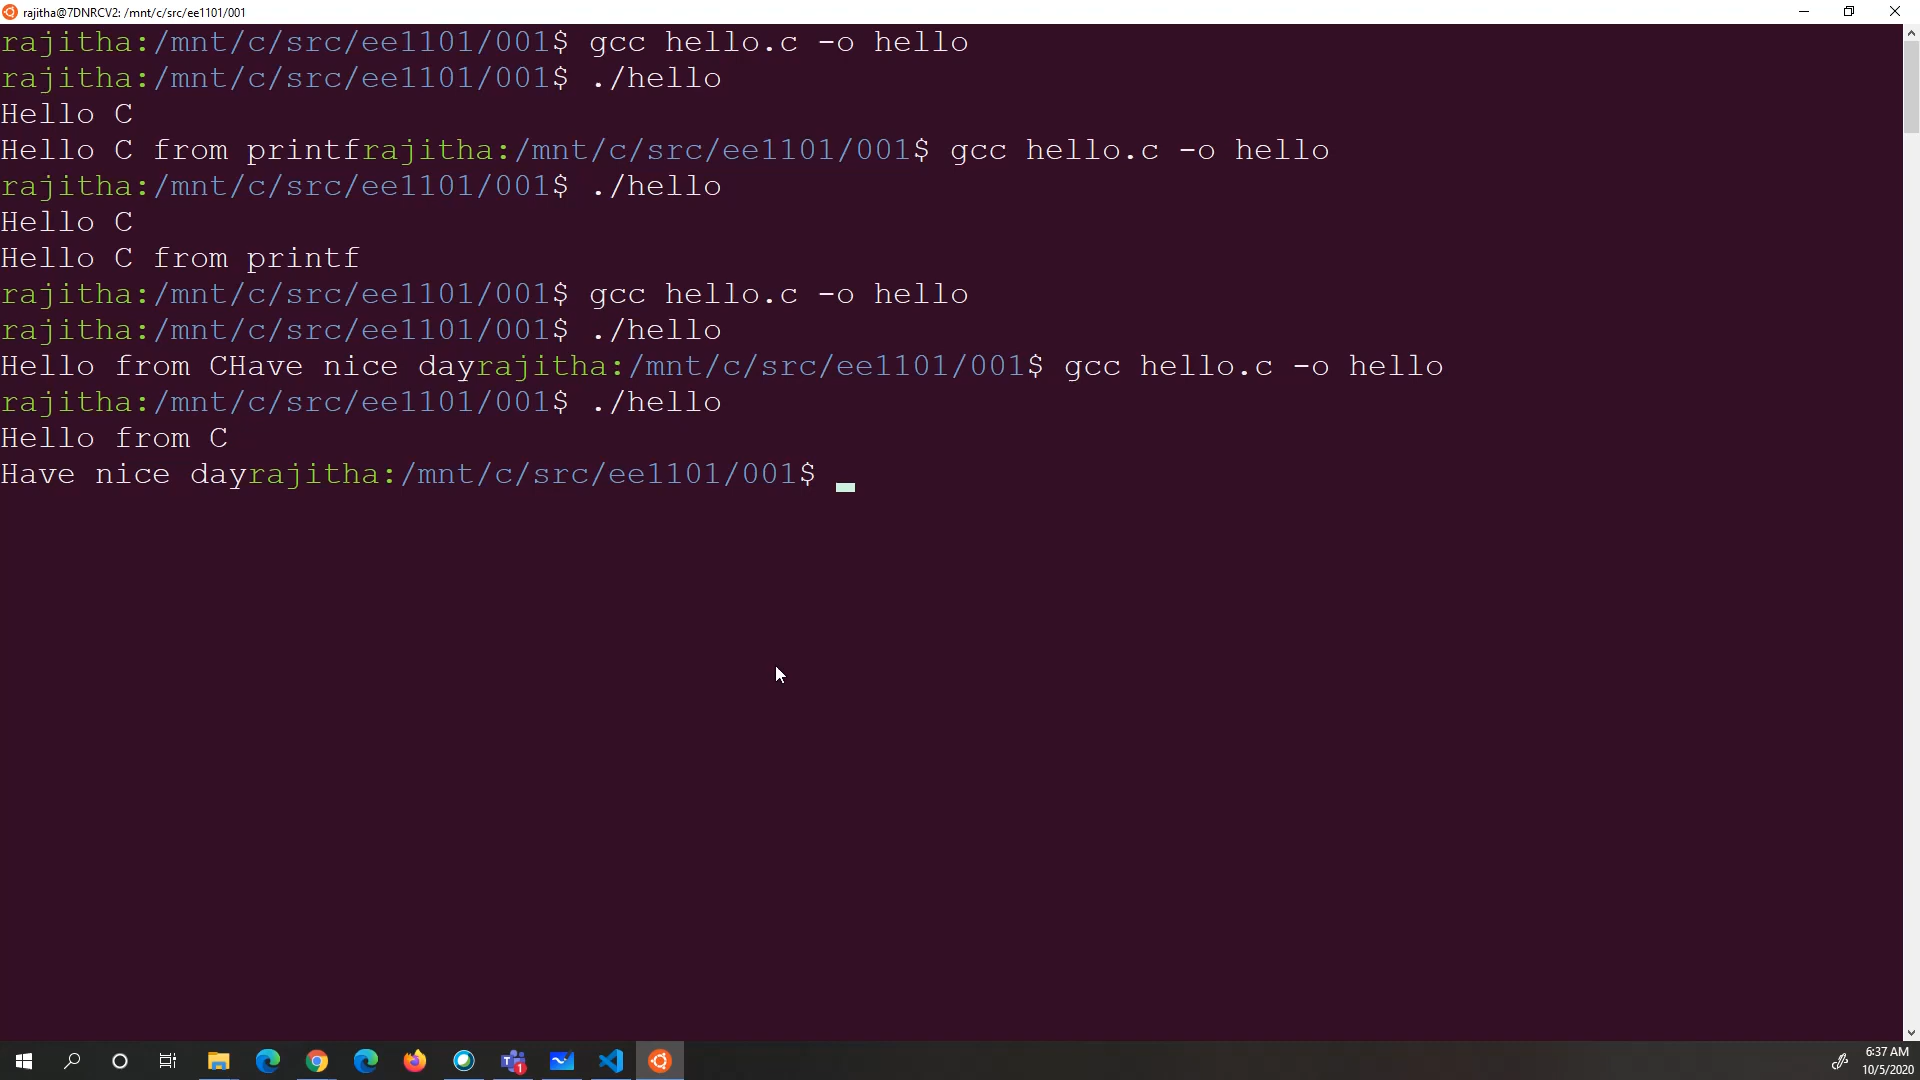 rajitha@7DNRCV2: /mnt/c/src/ee1101/001
rajitha:/mnt/c/src/ee1101/001$ gcc hello.c -o hello
rajitha:/mnt/c/src/ee1101/001$ ./hello
Hello C
Hello C from printfrajitha:/mnt/c/src/ee1101/001$ gcc hello.c -o hello
rajitha:/mnt/c/src/ee1101/001$ ./hello
Hello C
Hello C from printf
rajitha:/mnt/c/src/ee1101/001$ gcc hello.c -o hello
rajitha:/mnt/c/src/ee1101/001$ ./hello
Hello from CHave nice dayrajitha:/mnt/c/src/ee1101/001$ gcc hello.c -o hello
rajitha:/mnt/c/src/ee1101/001$ ./hello
Hello from C
Have nice dayrajitha:/mnt/c/src/ee1101/001$
T 1
6:37 AM
10/5/2020